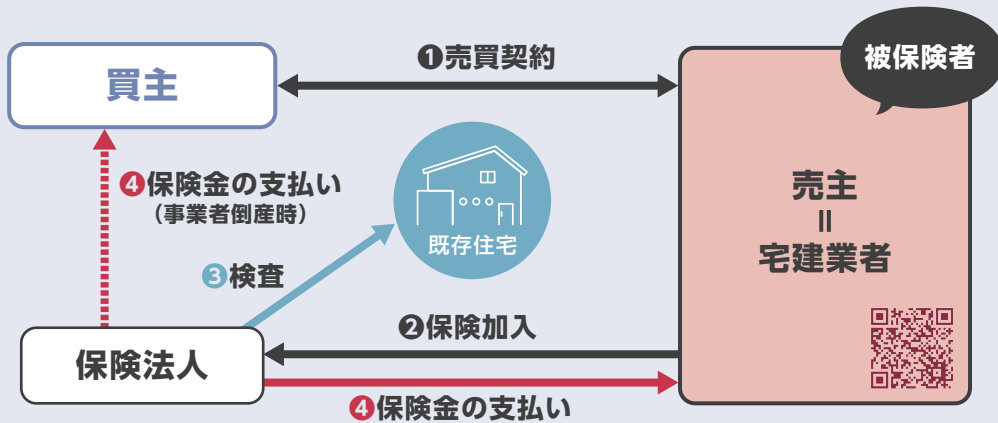 被保険者
❶売買契約
買主
❹保険金の支払い
（事業者倒産時）
既存住宅
売主
＝
宅建業者
❸検査
❷保険加入
保険法人
❹保険金の支払い